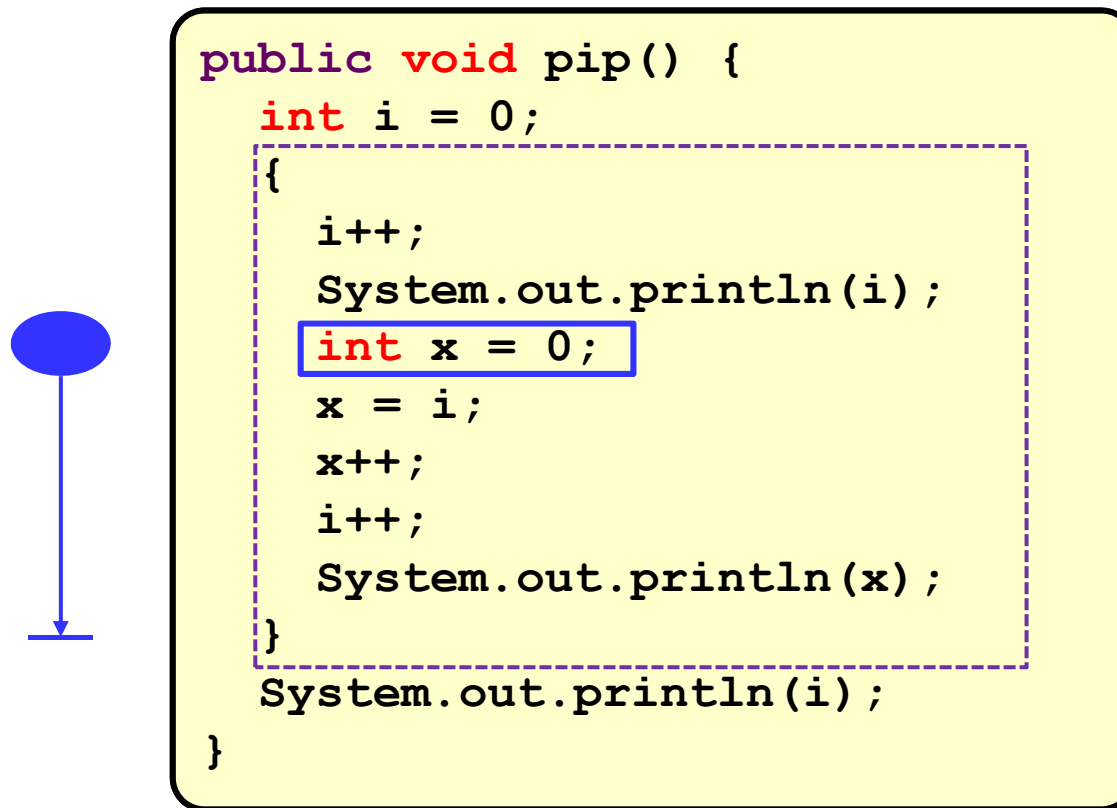 public void pip() {
int i = 0;
{
i++;
System.out.println(i);
int x = 0;
x = i;
x++;
i++;
System.out.println(x);
}
System.out.println(i);
}